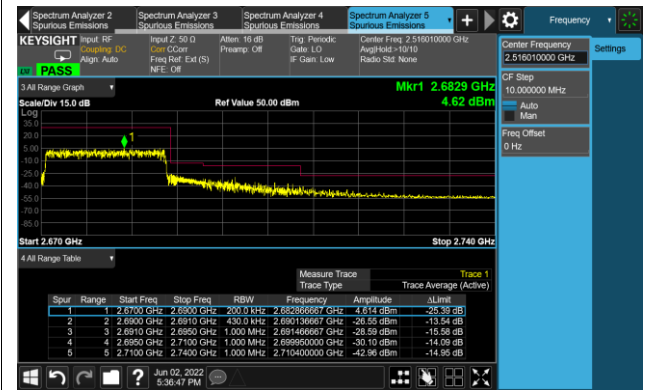 Spectrum Analyzer 2 Spurious Emissions
Spectrum Analyzer 3 Spurious Emissions
Spectrum Analyzer 4 Spurious Emissions
Spectrum Analyzer 5 Spurious Emissions
Frequency
KEYSIGHT Input: RF Input Z: 50 Ω Atten: 16 dB Trig: Periodic Center Freq: 2.516010000 GHz
Coupling: DC Corr CCorr Preamp: Off Gate: LO Avg|Hold:>10/10
Align: Auto Freq Ref: Ext (S) IF Gain: Low Radio Std: None
NFE: Off
PASS
Center Frequency
2.516010000 GHz
Settings
CF Step
10.000000 MHz
Auto
Man
Freq Offset
0 Hz
3 All Range Graph
Mkr1 2.6829 GHz
Scale/Div 15.0 dB Ref Value 50.00 dBm 4.62 dBm
Log
35.0
20.0
5.00
-10.0
-25.0
-40.0
-55.0
-70.0
-85.0
1
Start 2.670 GHz Stop 2.740 GHz
4 All Range Table
Measure Trace Trace 1
Trace Type Trace Average (Active)
Spur Range Start Freq Stop Freq RBW Frequency Amplitude ΔLimit
1 1 2.6700 GHz 2.6900 GHz 200.0 kHz 2.682866667 GHz 4.614 dBm -25.39 dB
2 2 2.6900 GHz 2.6910 GHz 430.0 kHz 2.690136667 GHz -26.55 dBm -13.54 dB
3 3 2.6910 GHz 2.6950 GHz 1.000 MHz 2.691466667 GHz -28.59 dBm -15.58 dB
4 4 2.6950 GHz 2.7100 GHz 1.000 MHz 2.699950000 GHz -30.10 dBm -14.09 dB
5 5 2.7100 GHz 2.7400 GHz 1.000 MHz 2.710400000 GHz -42.96 dBm -14.95 dB
Jun 02, 2022
5:36:47 PM